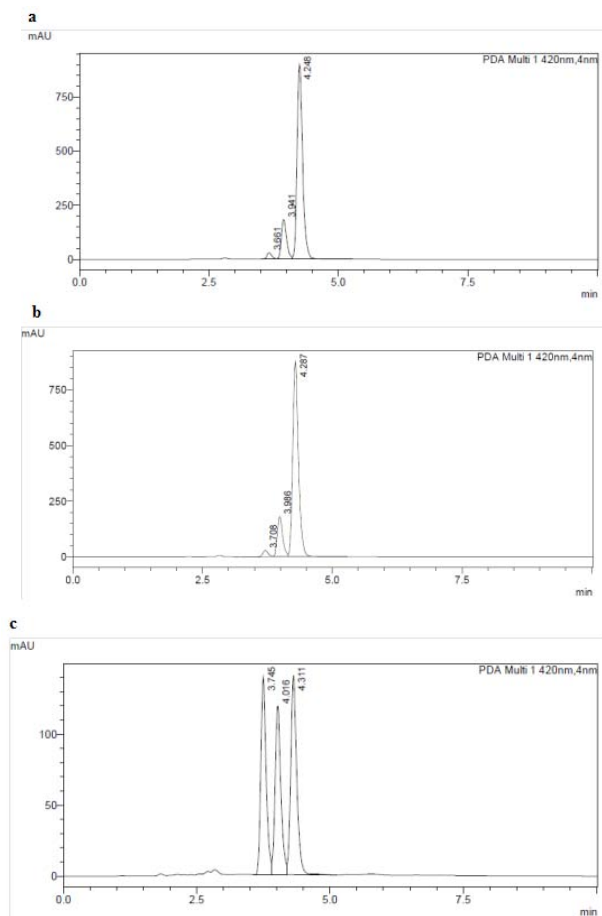 a
mAU
PDA Multi 1 420nm,4nm
4.248
750
500
3.941
250
3.661
0
0.0 2.5 5.0 7.5
min
b
mAU
PDA Multi 1 420nm,4nm
4.287
750
500
3.986
250
3.708
0
0.0 2.5 5.0 7.5
min
c
mAU
PDA Multi 1 420nm,4nm
3.745 4.016 4.311
100
50
0
0.0 2.5 5.0 7.5
min